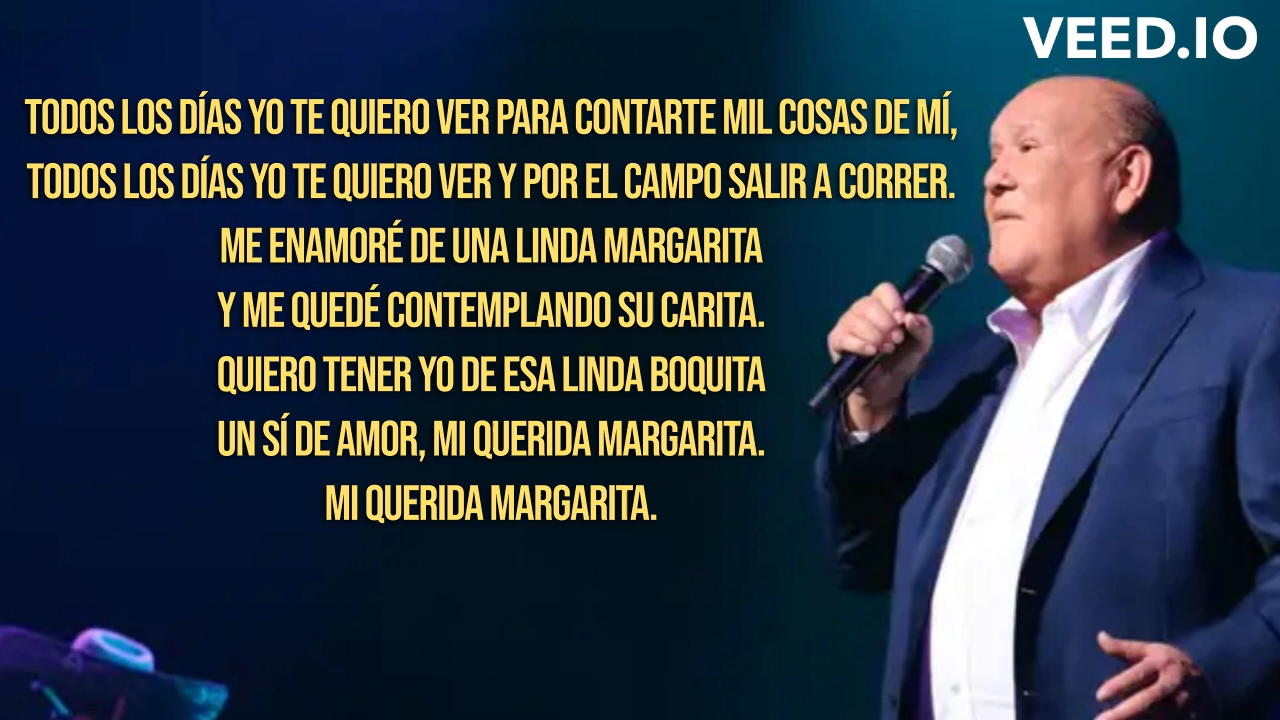 VEED.IO
TODOS LOS DÍAS YO TE QUIERO VER PARA CONTARTE MIL COSAS DE MÍ,
TODOS LOS DÍAS YO TE QUIERO VER Y POR EL CAMPO SALIR A CORRER.
ME ENAMORÉ DE UNA LINDA MARGARITA
Y ME QUEDÉ CONTEMPLANDO SU CARITA.
QUIERO TENER YO DE ESA LINDA BOQUITA
UN SÍ DE AMOR, MI QUERIDA MARGARITA.
MI QUERIDA MARGARITA.